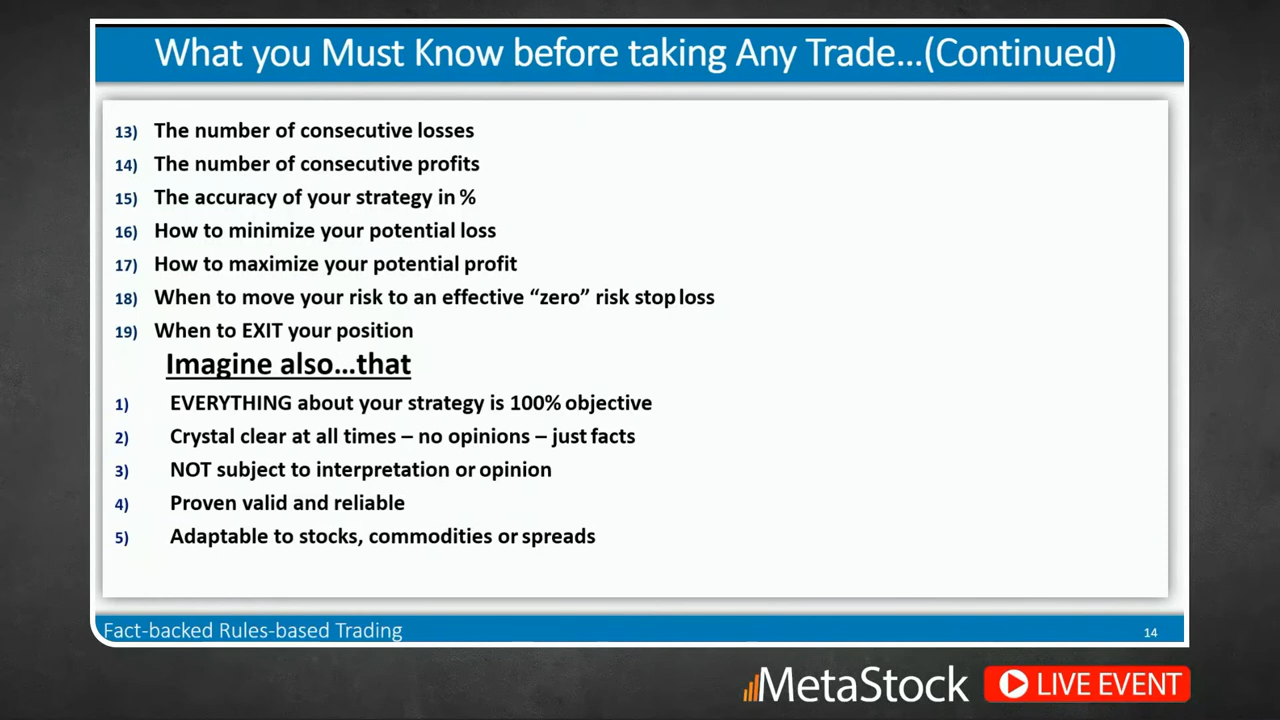 What you Must Know before taking Any Trade...(Continued)
13) The number of consecutive losses
14) The number of consecutive profits
15) The accuracy of your strategy in %
16) How to minimize your potential loss
17) How to maximize your potential profit
18) When to move your risk to an effective “zero” risk stop loss
19) When to EXIT your position
Imagine also...that
1) EVERYTHING about your strategy is 100% objective
2) Crystal clear at all times – no opinions – just facts
3) NOT subject to interpretation or opinion
4) Proven valid and reliable
5) Adaptable to stocks, commodities or spreads
Fact-backed Rules-based Trading 14
MetaStock LIVE EVENT